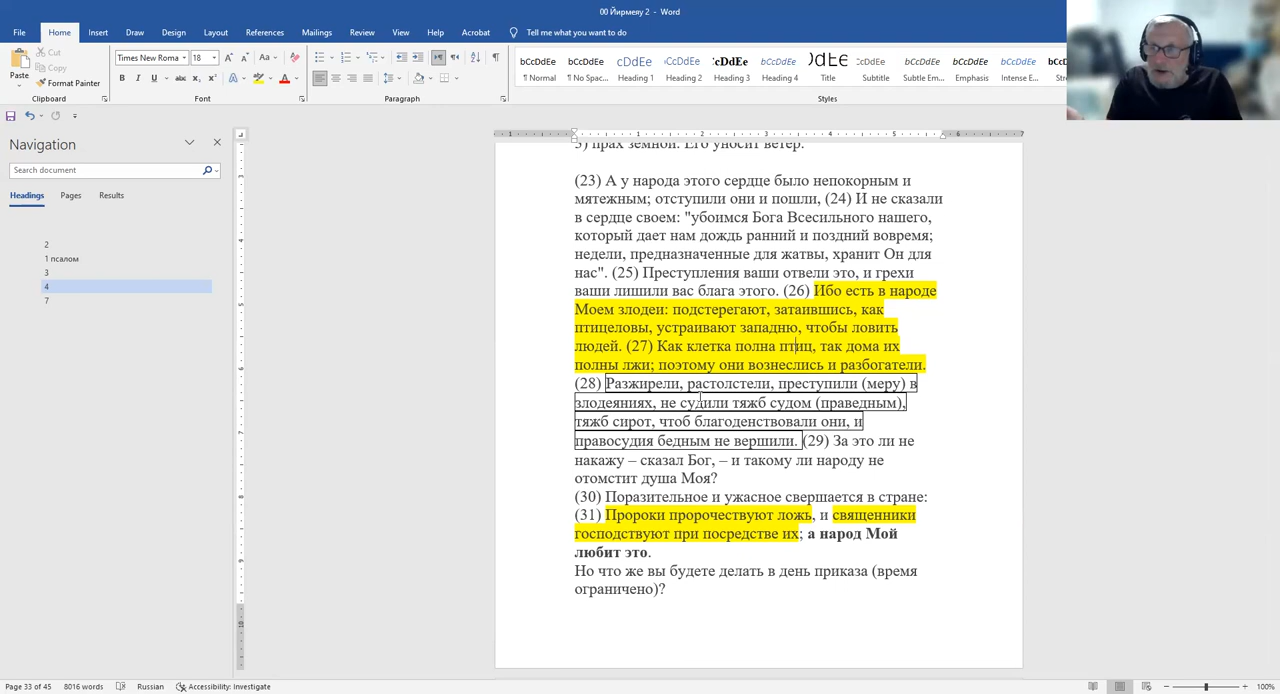 00 Йирмеяу 2 - Word
File Home Insert Draw Design Layout References Mailings Review View Help Acrobat Tell me what you want to do
Paste
Cut
Copy
Format Painter
Clipboard
Times New Roma 18
Font
Paragraph
AaBbCcDdEe
¶ Normal ¶ No Spac... Heading 1 Heading 2 Heading 3 Heading 4 Title Subtitle Subtle Em... Emphasis Intense E...
Styles
Navigation
Search document
Headings Pages Results
2
1 псалом
3
4
7
5) прах земной. Его уносит ветер.
(23) А у народа этого сердце было непокорным и
мятежным; отступили они и пошли, (24) И не сказали
в сердце своем: "убоимся Бога Всесильного нашего,
который дает нам дождь ранний и поздний вовремя;
недели, предназначенные для жатвы, хранит Он для
нас". (25) Преступления ваши отвели это, и грехи
ваши лишили вас блага этого. (26) Ибо есть в народе
Моем злодеи: подстерегают, затаившись, как
птицеловы, устраивают западню, чтобы ловить
людей. (27) Как клетка полна птиц, так дома их
полны лжи; поэтому они вознеслись и разбогатели.
(28) Разжирели, растолстели, преступили (меру) в
злодеяниях, не судили тяжб судом (праведным),
тяжб сирот, чтоб благоденствовали они, и
правосудия бедным не вершили. (29) За это ли не
накажу – сказал Бог, – и такому ли народу не
отомстит душа Моя?
(30) Поразительное и ужасное свершается в стране:
(31) Пророки пророчествуют ложь, и священники
господствуют при посредстве их; а народ Мой
любит это.
Но что же вы будете делать в день приказа (время
ограничено)?
Page 33 of 45 8016 words Russian Accessibility: Investigate 100%